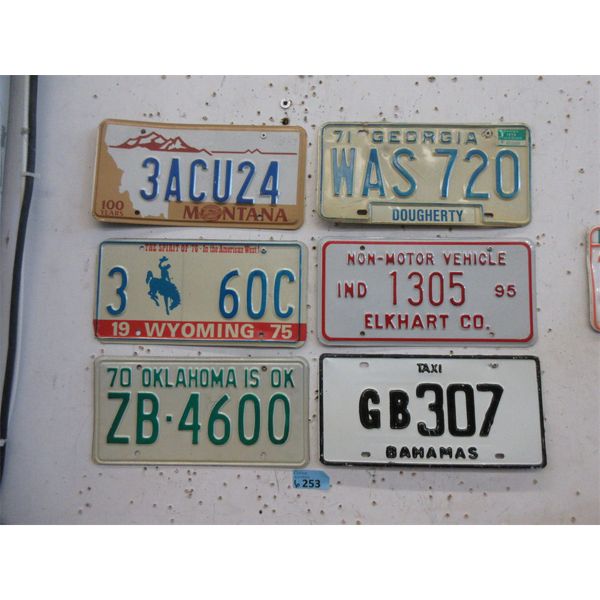 3ACU24
100
YEARS
MONTANA
71 GEORGIA
WAS 720
DOUGHERTY
THE SPIRIT OF '76 - In the American West!
3 60C
19 WYOMING 75
NON-MOTOR VEHICLE
IND 1305 95
ELKHART CO.
70 OKLAHOMA IS OK
ZB-4600
TAXI
GB307
BAHAMAS
6 253